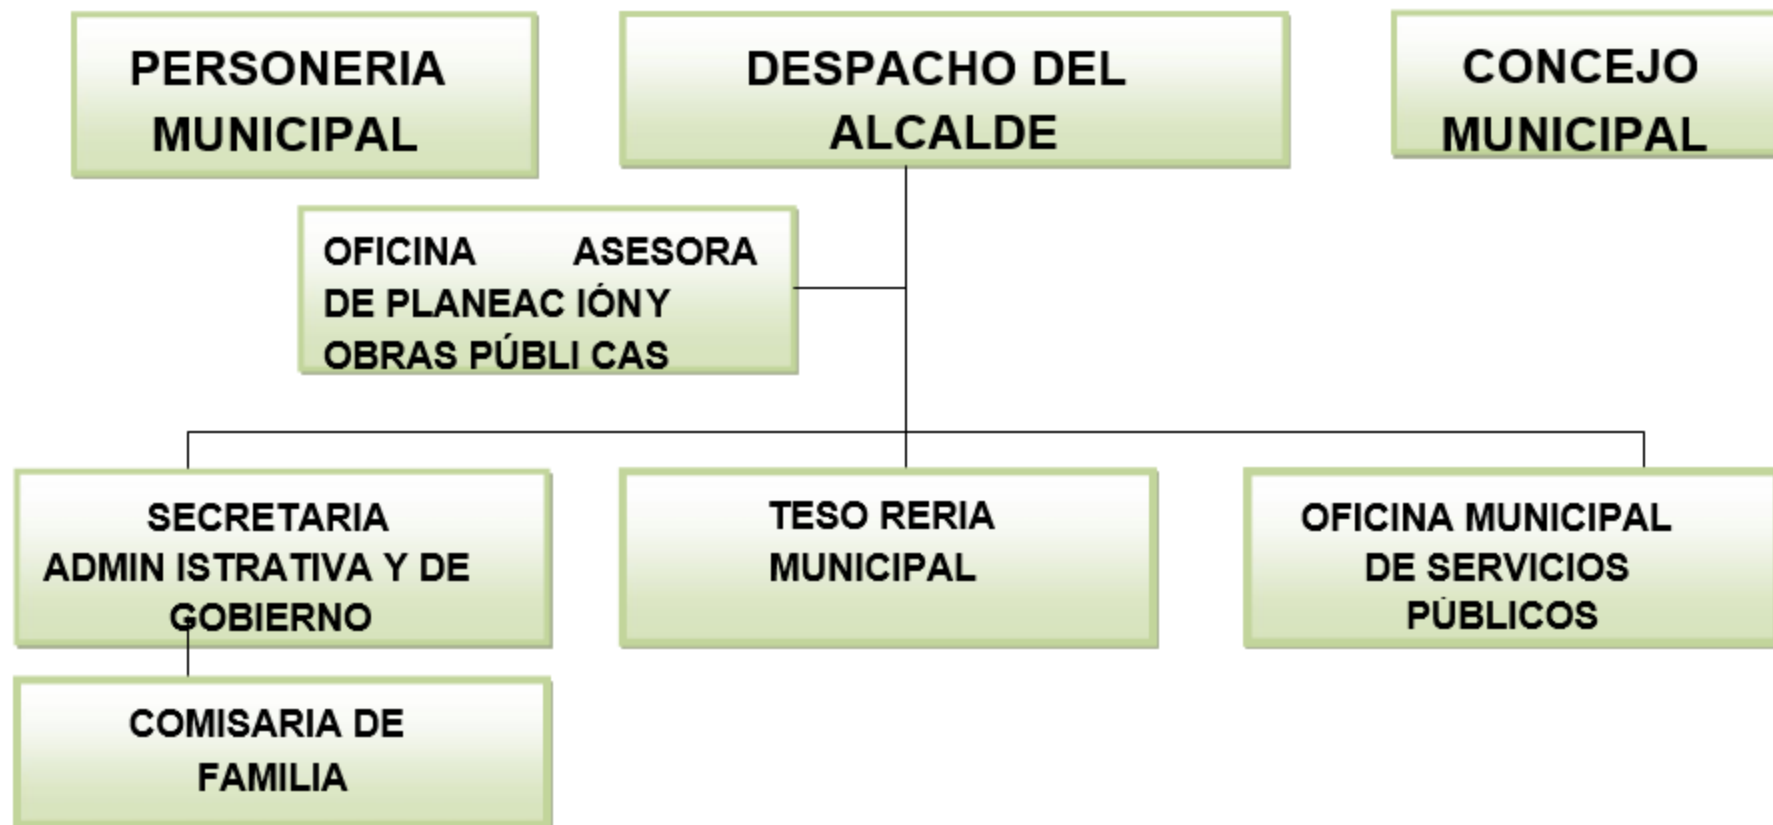 PERSONERIA
MUNICIPAL
DESPACHO DEL
ALCALDE
CONCEJO
MUNICIPAL
OFICINA ASESORA
DE PLANEAC IÓNY
OBRAS PÚBLI CAS
SECRETARIA
ADMIN ISTRATIVA Y DE
GOBIERNO
TESO RERIA
MUNICIPAL
OFICINA MUNICIPAL
DE SERVICIOS
PÚBLICOS
COMISARIA DE
FAMILIA